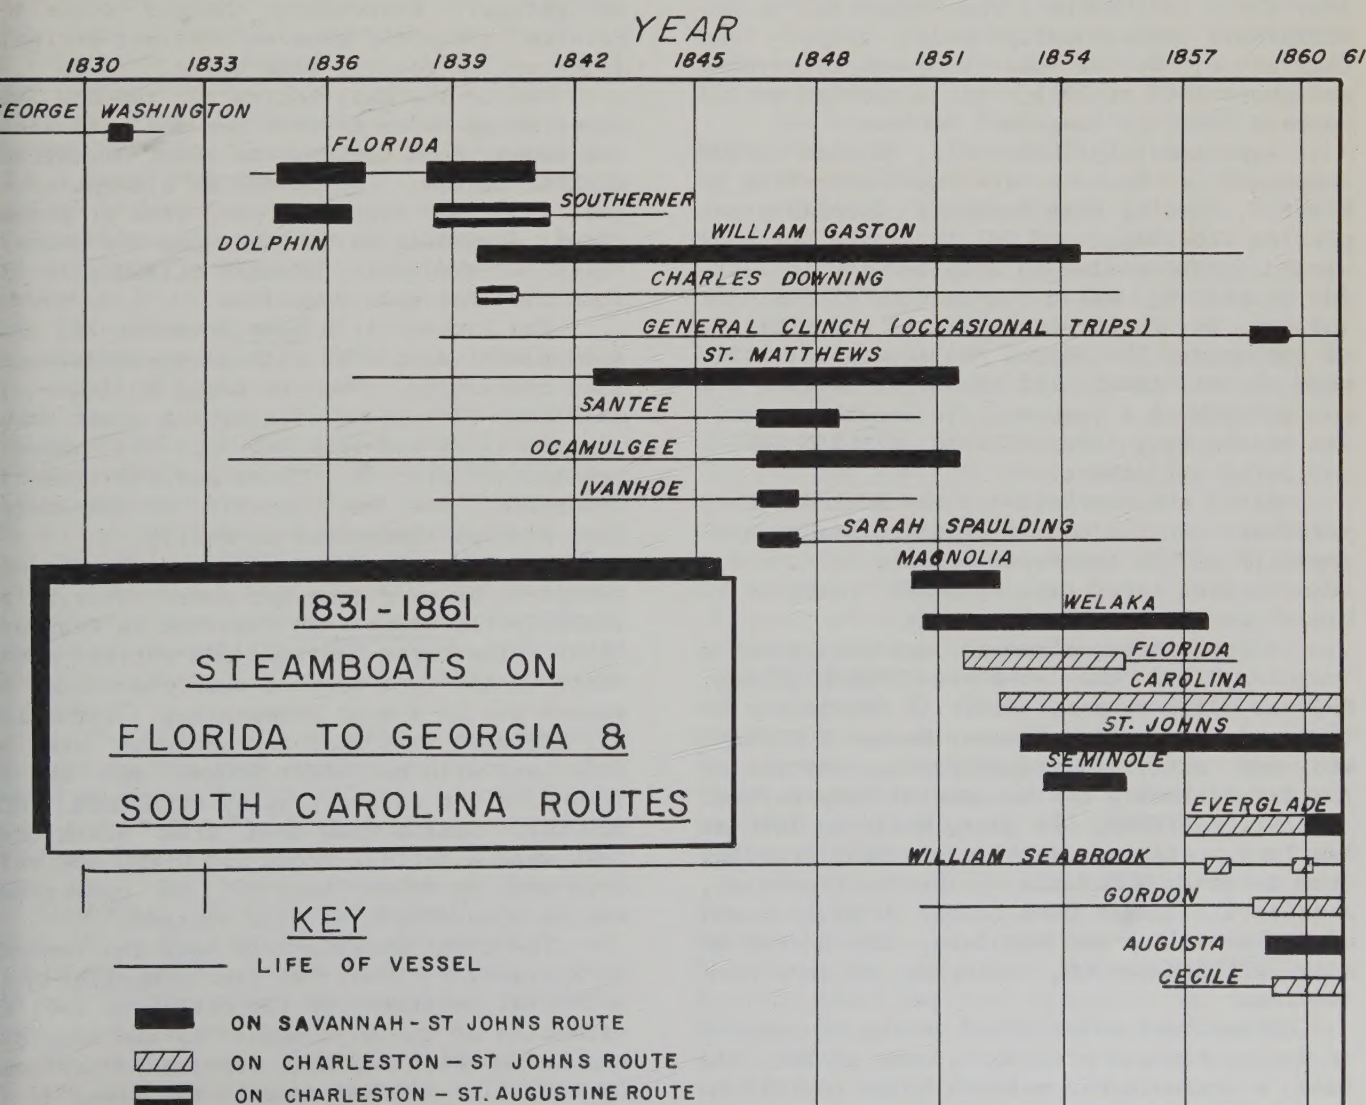 YEAR
1830 1833 1836 1839 1842 1845 1848 1851 1854 1857 1860 61
EORGE WASHINGTON
FLORIDA
SOUTHERNER
DOLPHIN
WILLIAM GASTON
CHARLES DOWNING
GENERAL CLINCH (OCCASIONAL TRIPS)
ST. MATTHEWS
SANTEE
OCAMULGEE
IVANHOE
SARAH SPAULDING
MAGNOLIA
WELAKA
FLORIDA
CAROLINA
ST. JOHNS
SEMINOLE
EVERGLADE
WILLIAM SEABROOK
GORDON
AUGUSTA
CECILE
1831-1861
STEAMBOATS ON
FLORIDA TO GEORGIA &
SOUTH CAROLINA ROUTES
KEY
LIFE OF VESSEL
ON SAVANNAH-ST JOHNS ROUTE
ON CHARLESTON-ST JOHNS ROUTE
ON CHARLESTON - ST. AUGUSTINE ROUTE